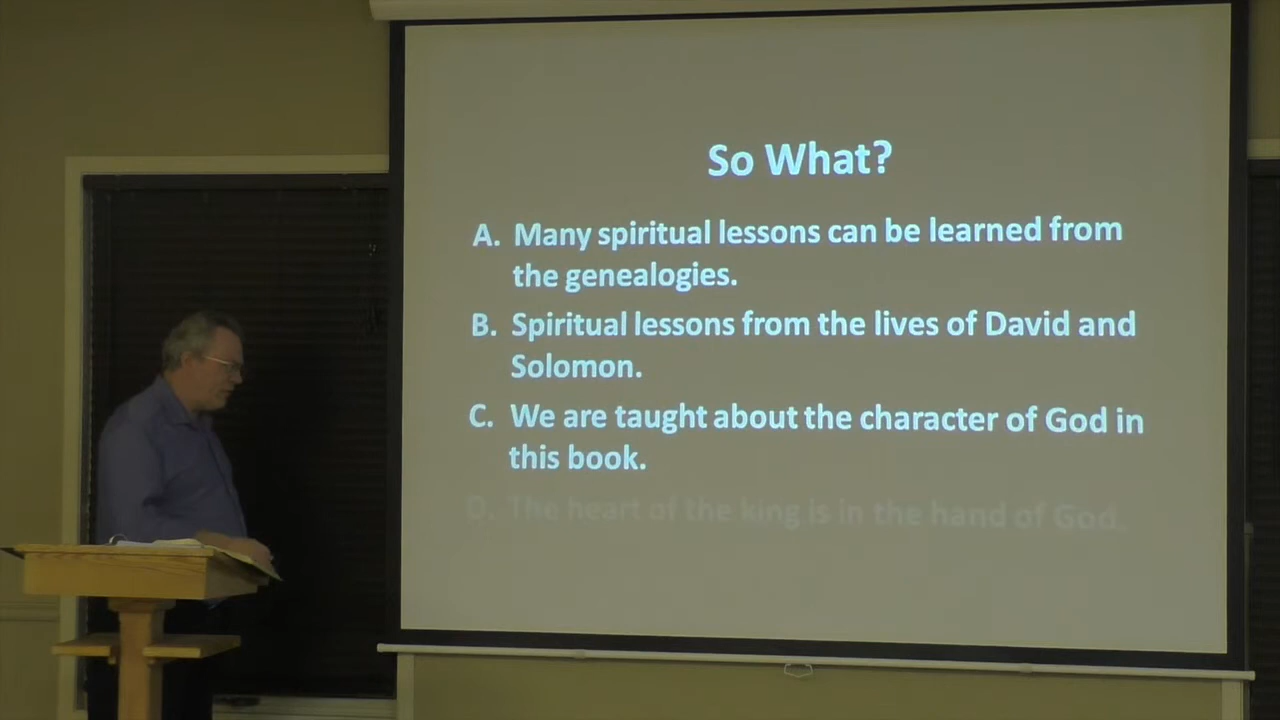 So What?
A. Many spiritual lessons can be learned from
the genealogies.
B. Spiritual lessons from the lives of David and
Solomon.
C. We are taught about the character of God in
this book.
D. The heart of the king is in the hand of God.